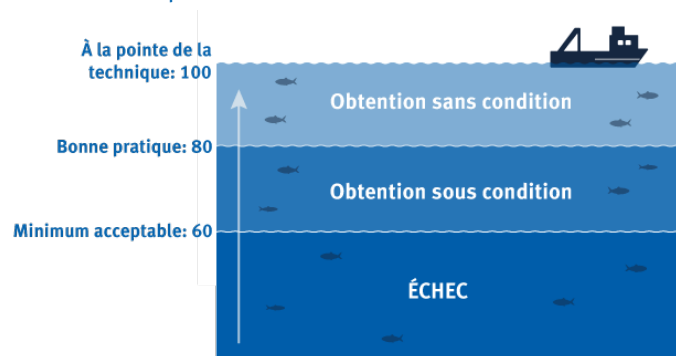 À la pointe de la
technique: 100
Obtention sans condition
Bonne pratique: 80
Obtention sous condition
Minimum acceptable: 60
ÉCHEC